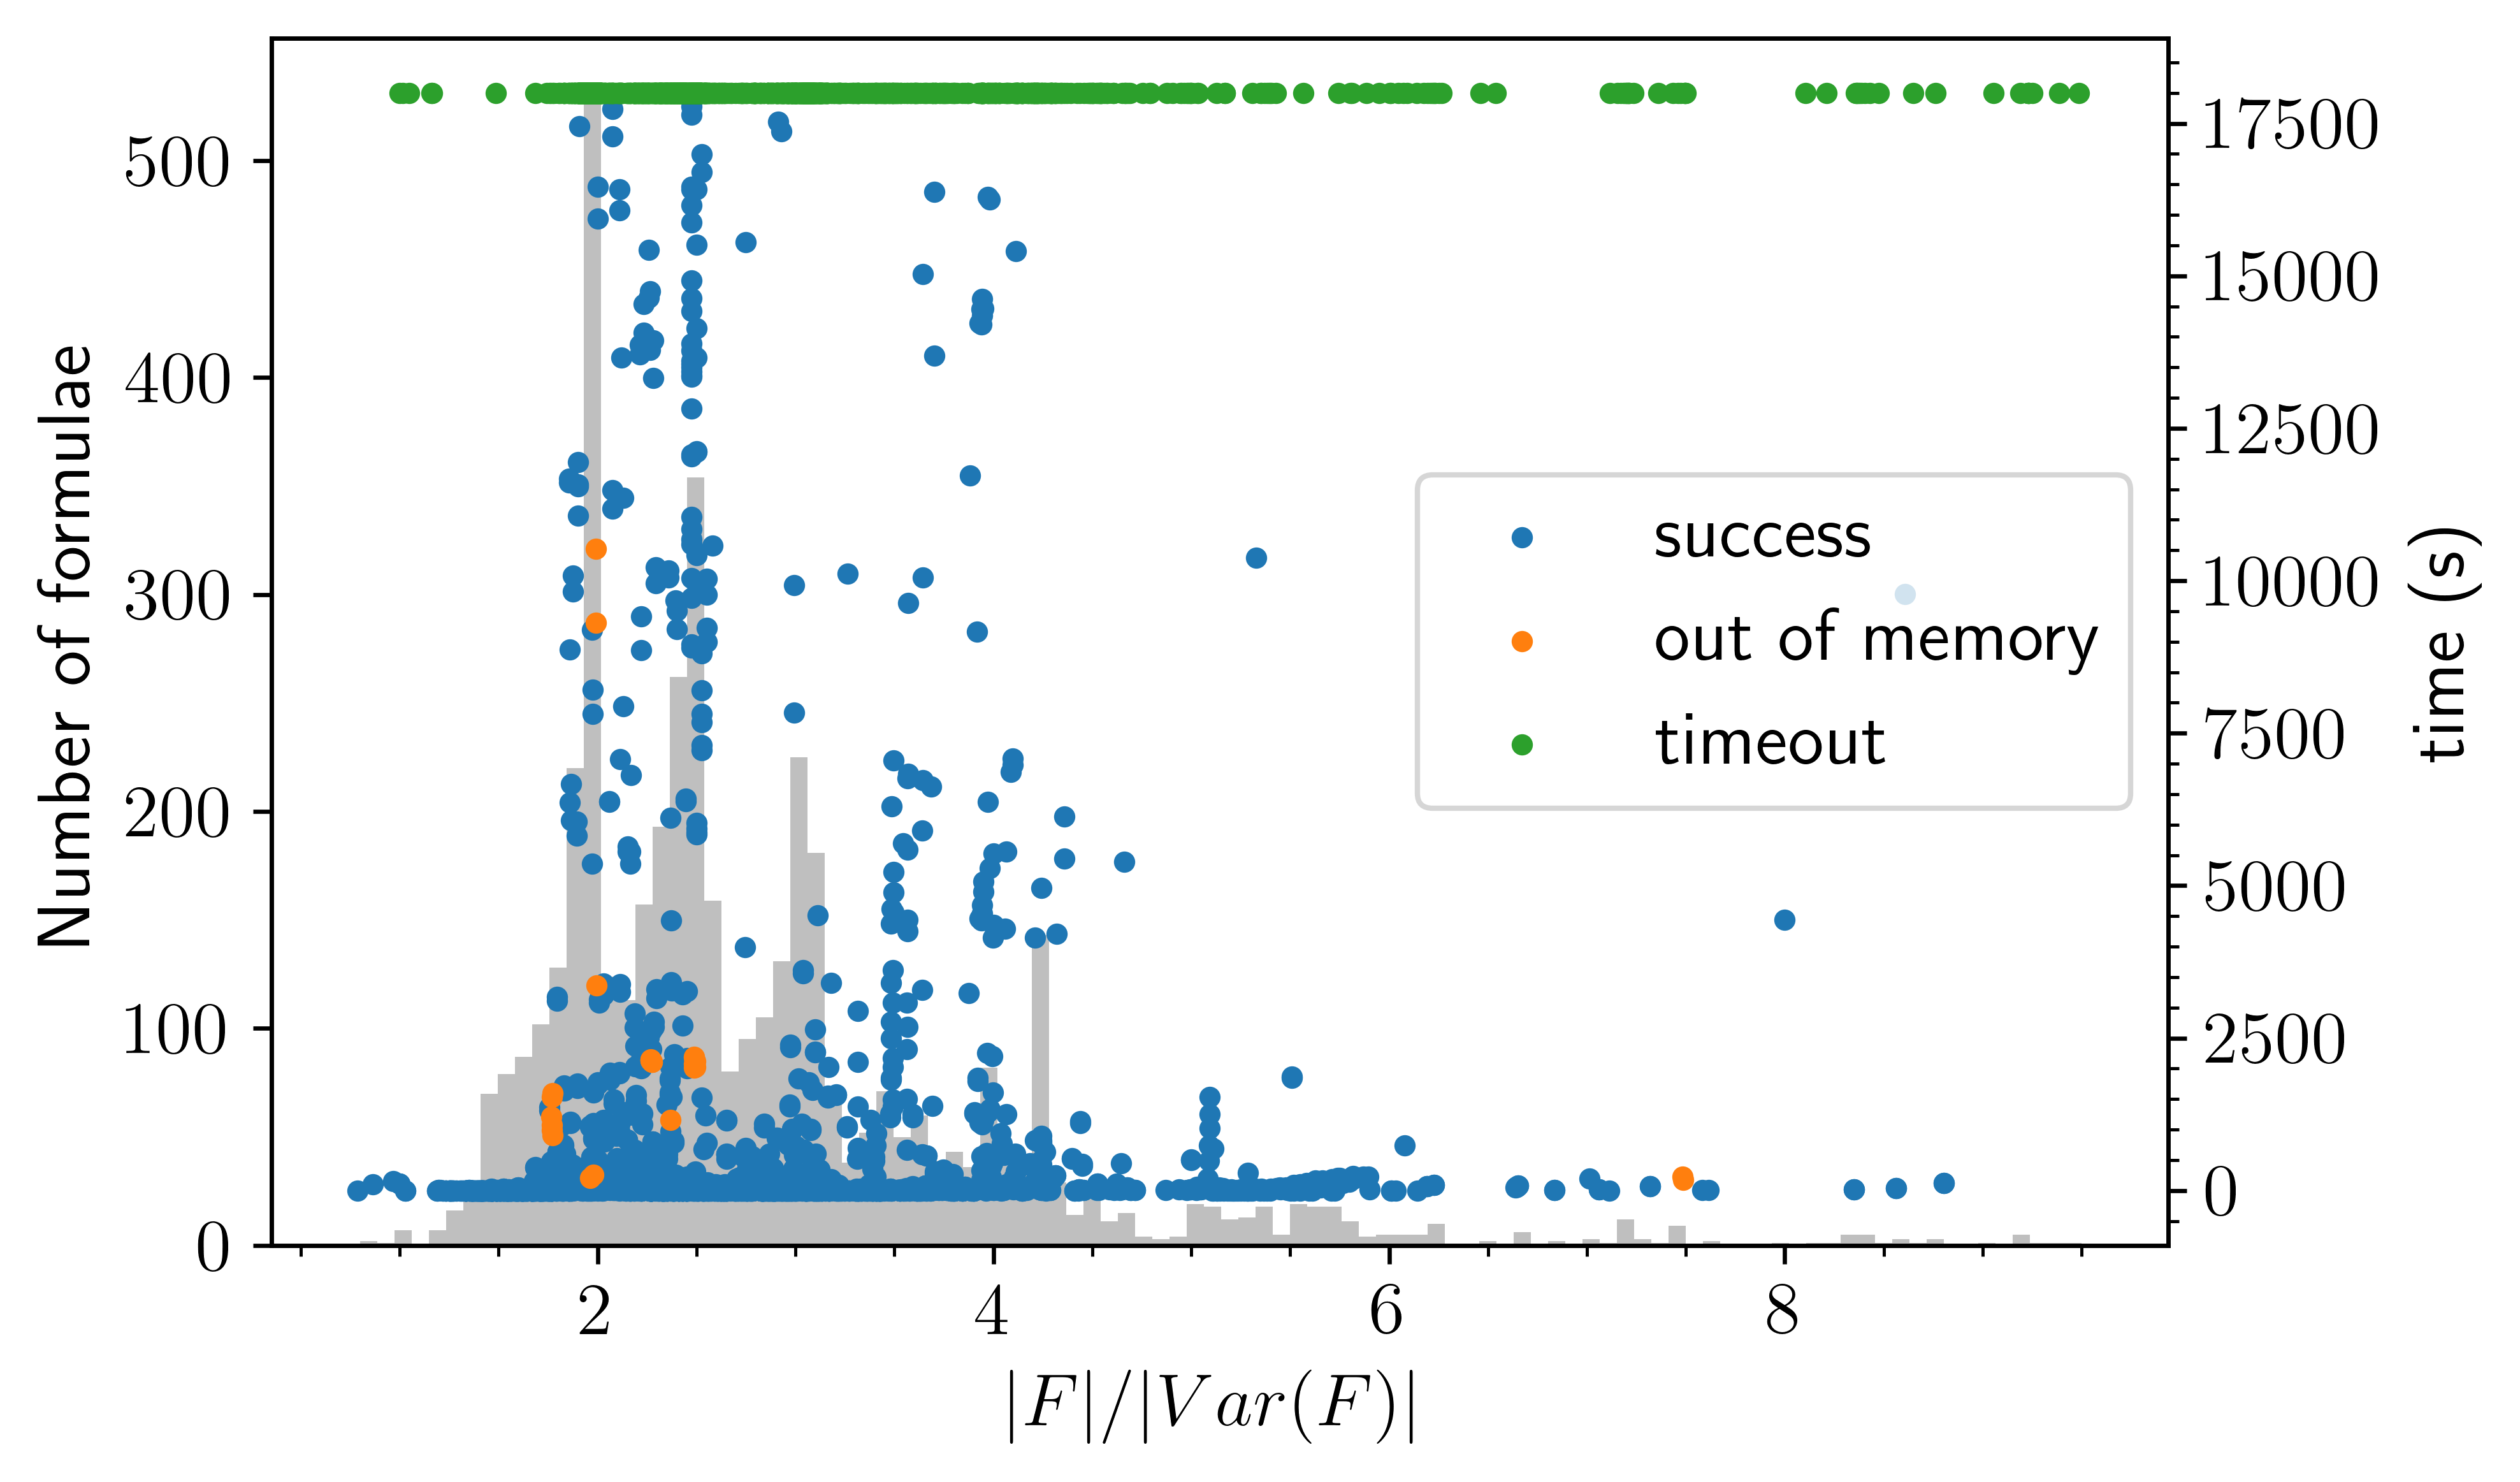 Number of formulae
500
400
300
200
100
0
17500
15000
12500
10000
7500
5000
2500
0
time (s)
success
out of memory
timeout
2 4 6 8
|F|/|Var(F)|